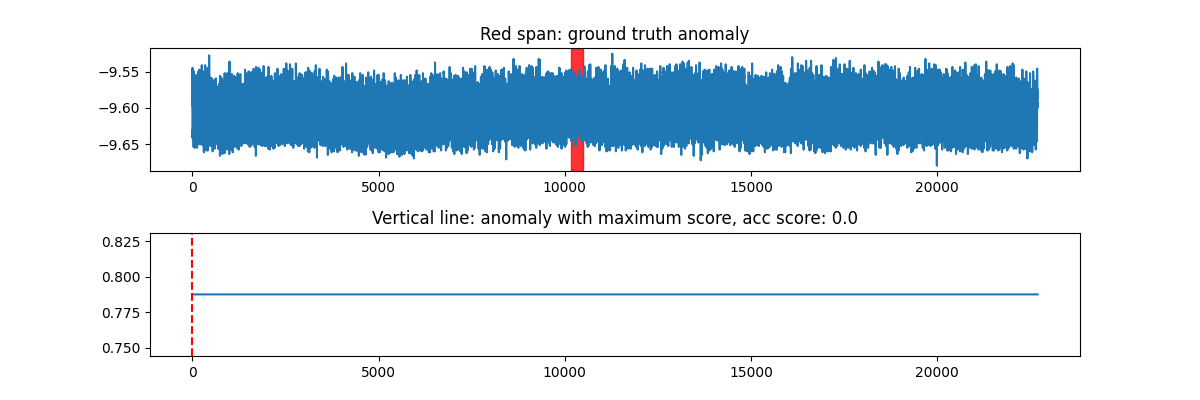 Red span: ground truth anomaly
−9.55
−9.60
−9.65
0 5000 10000 15000 20000
Vertical line: anomaly with maximum score, acc score: 0.0
0.825
0.800
0.775
0.750
0 5000 10000 15000 20000